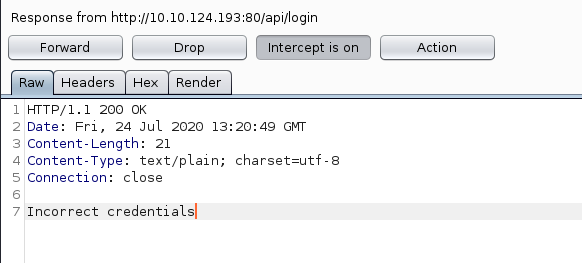 Response from http://10.10.124.193:80/api/login
Forward Drop Intercept is on Action
Raw Headers Hex Render
1 HTTP/1.1 200 OK
2 Date: Fri, 24 Jul 2020 13:20:49 GMT
3 Content-Length: 21
4 Content-Type: text/plain; charset=utf-8
5 Connection: close
6
7 Incorrect credentials